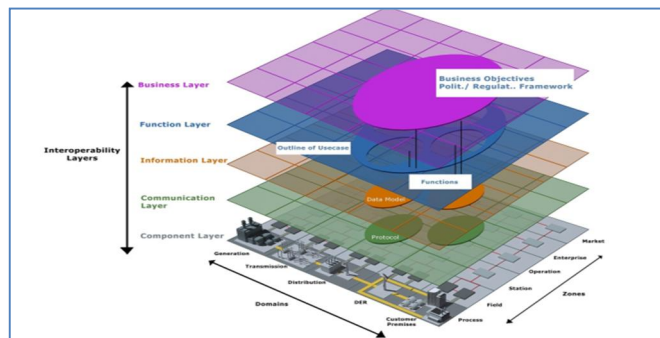 Business Layer
Business Objectives
Polit./ Regulat.. Framework
Function Layer
Interoperability
Layers
Outline of Usecase
Information Layer
Functions
Communication
Layer
Data Model
Protocol
Component Layer
Generation
Transmission
Distribution
DER
Customer
Premises
Domains
Process
Field
Station
Operation
Enterprise
Market
Zones